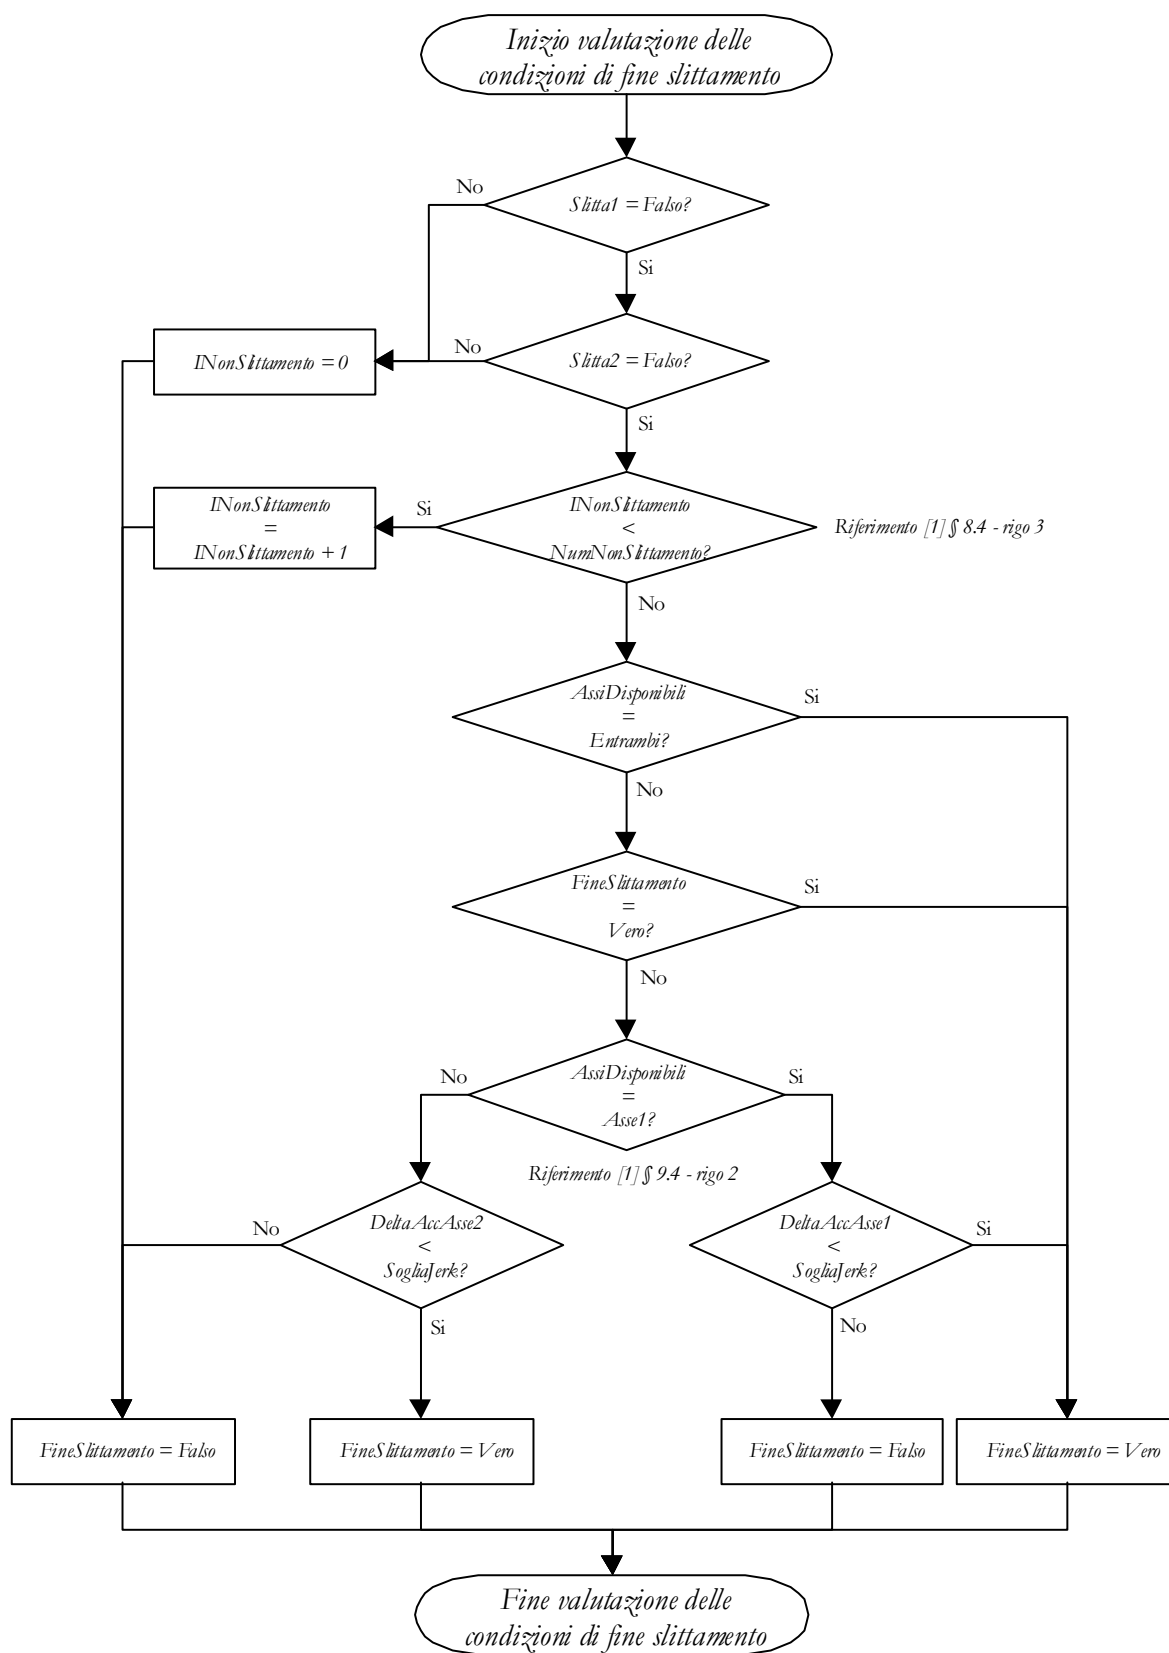 Inizio valutazione delle
condizioni di fine slittamento
No
Slitta1 = Falso?
Si
INonSlittamento = 0
No
Slitta2 = Falso?
Si
INonSlittamento
=
INonSlittamento + 1
Si
INonSlittamento
<
NumNonSlittamento?
Riferimento [1] § 8.4 - rigo 3
No
AssiDisponibili
=
Entrambi?
Si
No
FineSlittamento
=
Vero?
Si
No
No
AssiDisponibili
=
Asse1?
Si
Riferimento [1] § 9.4 - rigo 2
No
DeltaAccAsse2
<
SogliaJerk?
DeltaAccAsse1
<
SogliaJerk?
Si
Si
No
FineSlittamento = Falso
FineSlittamento = Vero
FineSlittamento = Falso
FineSlittamento = Vero
Fine valutazione delle
condizioni di fine slittamento